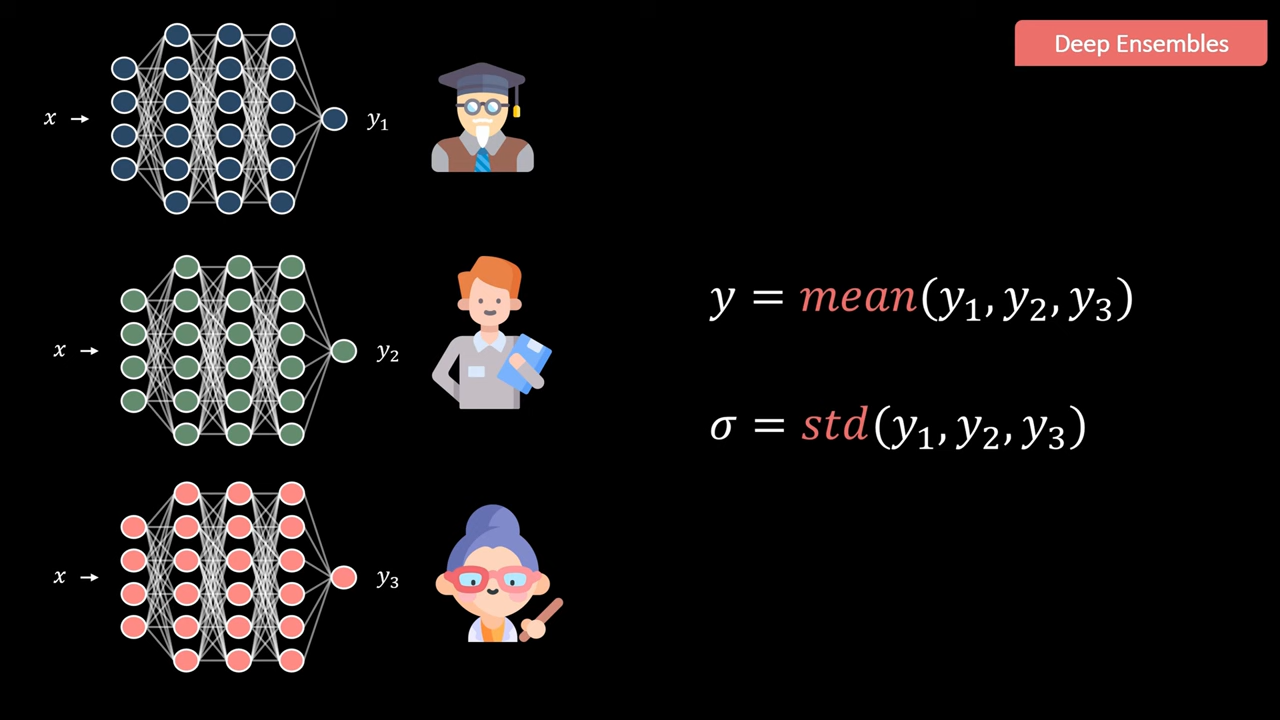 Deep Ensembles
x → y₁
x → y₂
x → y₃
y = mean(y₁, y₂, y₃)
σ = std(y₁, y₂, y₃)